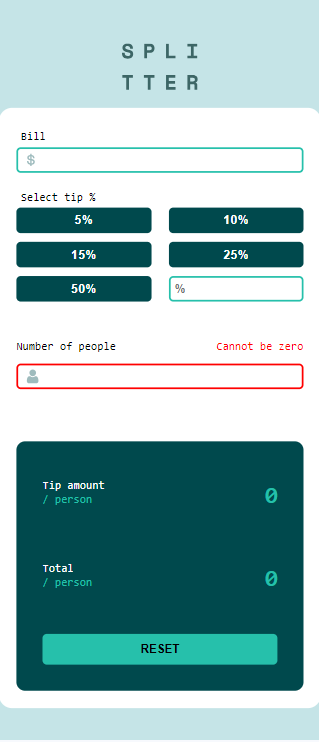 SPLI
TTER
Bill
$
Select tip %
5% 10%
15% 25%
50% %
Number of people Cannot be zero
Tip amount
/ person 0
Total
/ person 0
RESET